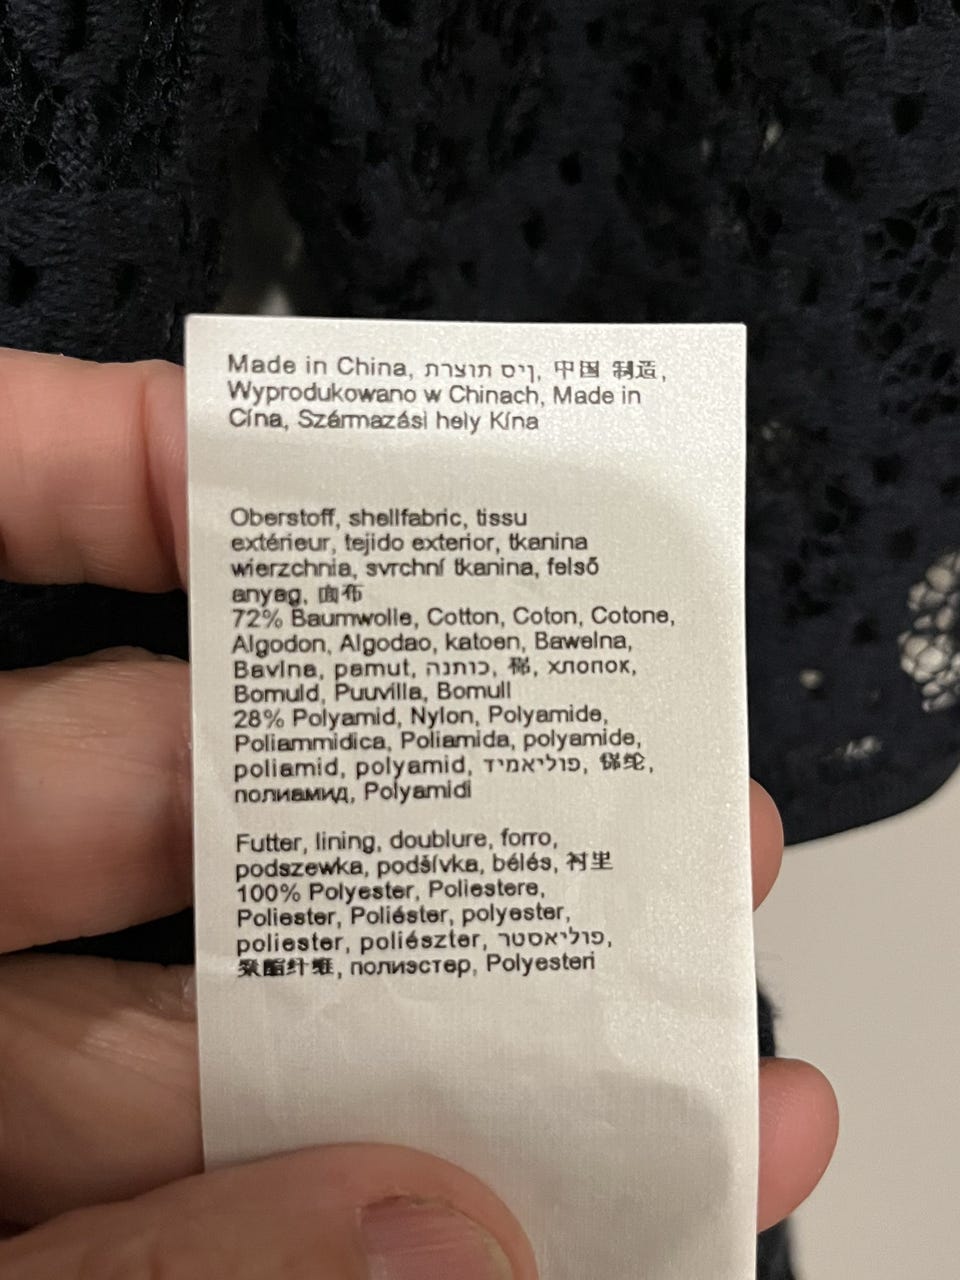 Made in China, תרצות סין, 中国 制造,
Wyprodukowano w Chinach, Made in
Cína, Származási hely Kína
Oberstoff, shellfabric, tissu
extérieur, tejido exterior, tkanina
wierzchnia, svrchní tkanina, felső
anyag, 面布
72% Baumwolle, Cotton, Coton, Cotone,
Algodon, Algodao, katoen, Bawelna,
Bavlna, pamut, כותנה, 棉, хлопок,
Bomuld, Puuvilla, Bomull
28% Polyamid, Nylon, Polyamide,
Poliammidica, Poliamida, polyamide,
poliamid, polyamid, פוליאמיד, 锦纶,
полиамид, Polyamidi
Futter, lining, doublure, forro,
podszewka, podšívka, bélés, 衬里
100% Polyester, Poliestere,
Poliester, Poliéster, polyester,
poliester, poliészter, פוליאסטר,
聚酯纤维, полиэстер, Polyesteri